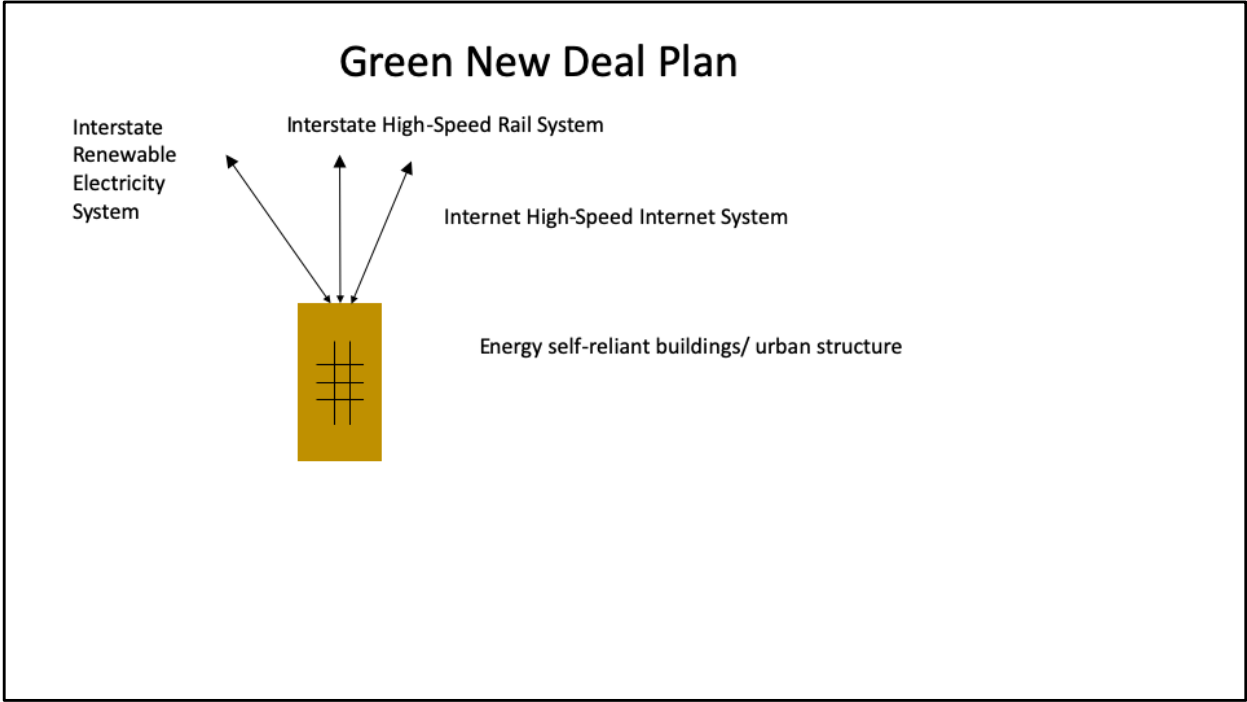 Green New Deal Plan
Interstate
Renewable
Electricity
System
Interstate High-Speed Rail System
Internet High-Speed Internet System
Energy self-reliant buildings/ urban structure